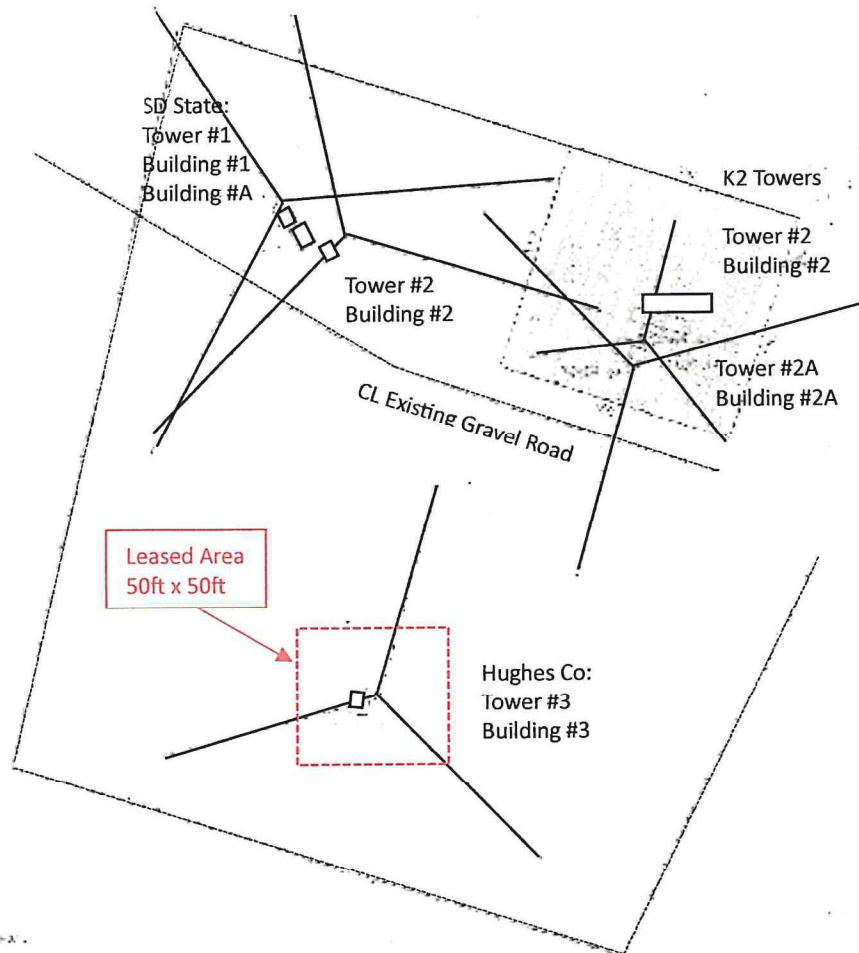 SD State:
Tower #1
Building #1
Building #A
K2 Towers
Tower #2
Building #2
Tower #2
Building #2
Tower #2A
Building #2A
CL Existing Gravel Road
Leased Area
50ft x 50ft
Hughes Co:
Tower #3
Building #3